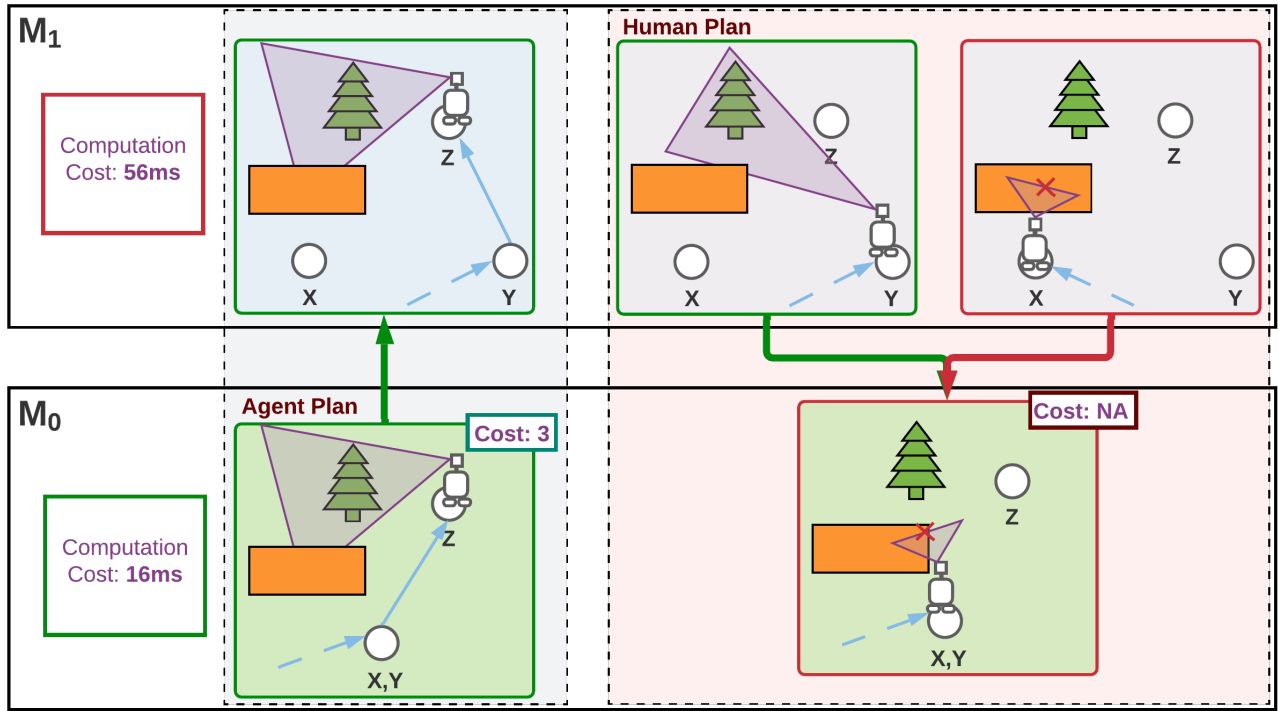 M1
Human Plan
Computation
Cost: 56ms
Z
X
Y
Z
X
Y
Z
X
Y
M0
Agent Plan
Cost: 3
Cost: NA
Computation
Cost: 16ms
Z
X,Y
Z
X,Y